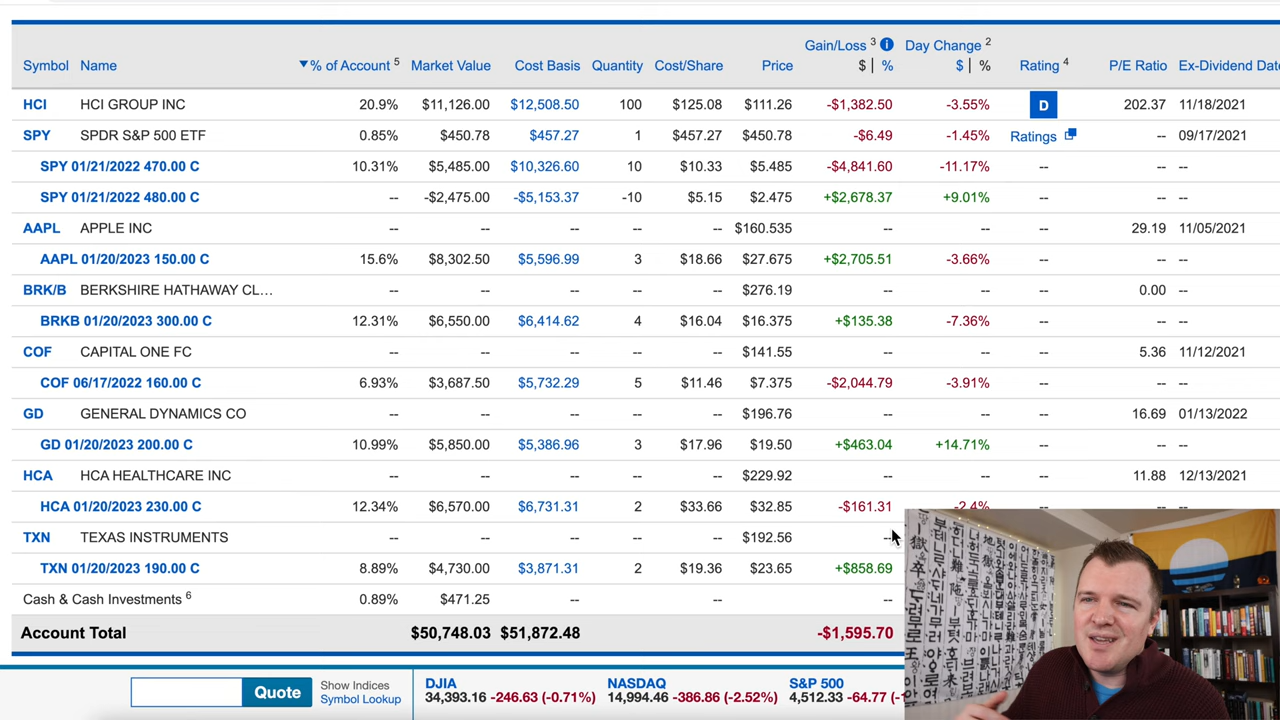 Gain/Loss 3 Day Change 2
Symbol Name ▼% of Account 5 Market Value Cost Basis Quantity Cost/Share Price $ | % $ | % Rating 4 P/E Ratio Ex-Dividend Date
HCI HCI GROUP INC 20.9% $11,126.00 $12,508.50 100 $125.08 $111.26 -$1,382.50 -3.55% D 202.37 11/18/2021
SPY SPDR S&P 500 ETF 0.85% $450.78 $457.27 1 $457.27 $450.78 -$6.49 -1.45% Ratings -- 09/17/2021
SPY 01/21/2022 470.00 C 10.31% $5,485.00 $10,326.60 10 $10.33 $5.485 -$4,841.60 -11.17% -- -- --
SPY 01/21/2022 480.00 C -- -$2,475.00 -$5,153.37 -10 $5.15 $2.475 +$2,678.37 +9.01% -- -- --
AAPL APPLE INC -- -- -- -- -- $160.535 -- -- -- 29.19 11/05/2021
AAPL 01/20/2023 150.00 C 15.6% $8,302.50 $5,596.99 3 $18.66 $27.675 +$2,705.51 -3.66% -- -- --
BRK/B BERKSHIRE HATHAWAY CL... -- -- -- -- -- $276.19 -- -- -- 0.00 --
BRKB 01/20/2023 300.00 C 12.31% $6,550.00 $6,414.62 4 $16.04 $16.375 +$135.38 -7.36% -- -- --
COF CAPITAL ONE FC -- -- -- -- -- $141.55 -- -- -- 5.36 11/12/2021
COF 06/17/2022 160.00 C 6.93% $3,687.50 $5,732.29 5 $11.46 $7.375 -$2,044.79 -3.91% -- -- --
GD GENERAL DYNAMICS CO -- -- -- -- -- $196.76 -- -- -- 16.69 01/13/2022
GD 01/20/2023 200.00 C 10.99% $5,850.00 $5,386.96 3 $17.96 $19.50 +$463.04 +14.71% -- -- --
HCA HCA HEALTHCARE INC -- -- -- -- -- $229.92 -- -- -- 11.88 12/13/2021
HCA 01/20/2023 230.00 C 12.34% $6,570.00 $6,731.31 2 $33.66 $32.85 -$161.31 -2.4% -- -- --
TXN TEXAS INSTRUMENTS -- -- -- -- -- $192.56 --
TXN 01/20/2023 190.00 C 8.89% $4,730.00 $3,871.31 2 $19.36 $23.65 +$858.69
Cash & Cash Investments 6 0.89% $471.25 -- -- -- -- --
Account Total $50,748.03 $51,872.48 -$1,595.70
Quote Show Indices
Symbol Lookup
DJIA NASDAQ S&P 500
34,393.16 -246.63 (-0.71%) 14,994.46 -386.86 (-2.52%) 4,512.33 -64.77